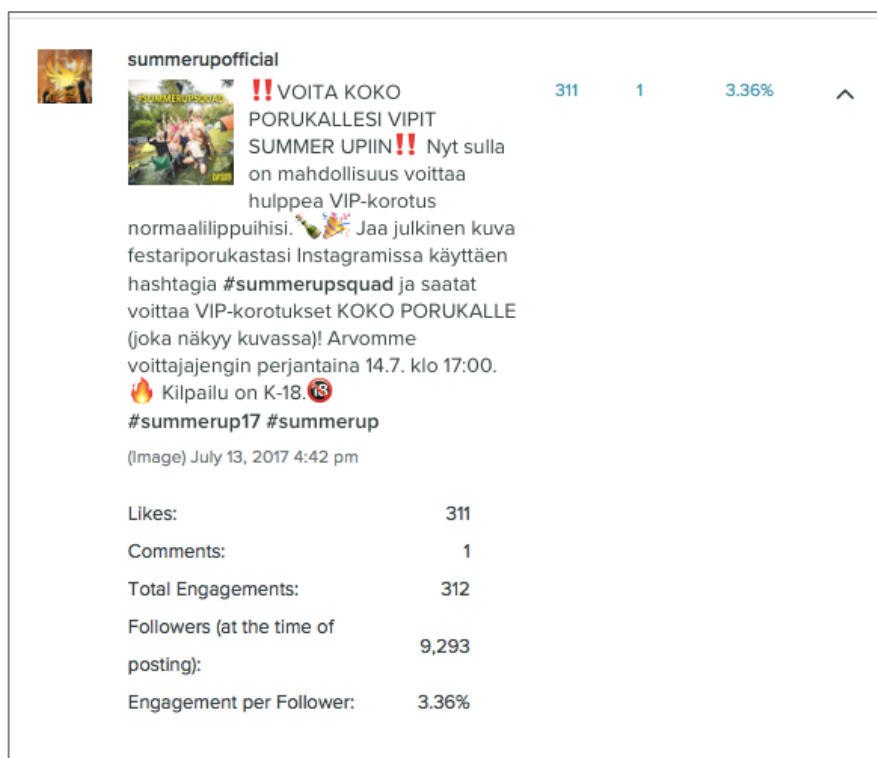 summerupofficial
#SUMMERUPSQUAD
‼️VOITA KOKO 311 1 3.36%
PORUKALLESI VIPIT
SUMMER UPIIN‼️ Nyt sulla
on mahdollisuus voittaa
hulppea VIP-korotus
normaalilippuihisi.🍾🎉 Jaa julkinen kuva
festariporukastasi Instagramissa käyttäen
hashtagia #summerupsquad ja saatat
voittaa VIP-korotukset KOKO PORUKALLE
(joka näkyy kuvassa)! Arvomme
voittajajengin perjantaina 14.7. klo 17:00.
🔥 Kilpailu on K-18.🔞
#summerup17 #summerup
(Image) July 13, 2017 4:42 pm
Likes: 311
Comments: 1
Total Engagements: 312
Followers (at the time of
posting): 9,293
Engagement per Follower: 3.36%